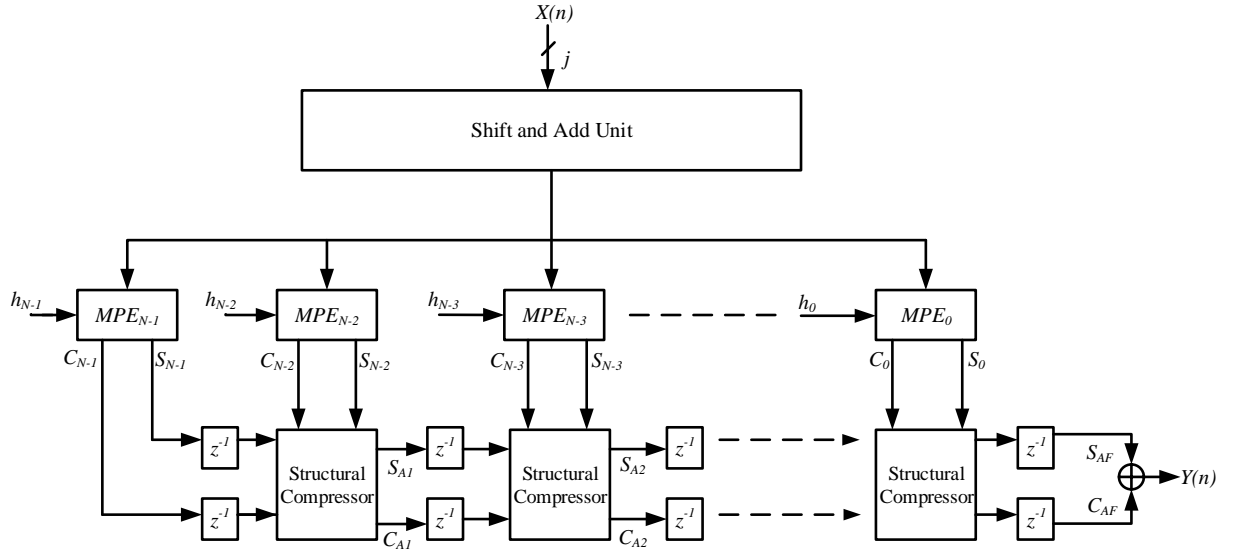 X(n)
j
Shift and Add Unit
h_{N-1}
MPE_{N-1}
h_{N-2}
MPE_{N-2}
h_{N-3}
MPE_{N-3}
h_0
MPE_0
C_{N-1}
S_{N-1}
C_{N-2}
S_{N-2}
C_{N-3}
S_{N-3}
C_0
S_0
z^{-1}
Structural
Compressor
S_{A1}
z^{-1}
Structural
Compressor
S_{A2}
z^{-1}
Structural
Compressor
z^{-1}
S_{AF}
Y(n)
z^{-1}
C_{A1}
z^{-1}
C_{A2}
z^{-1}
z^{-1}
C_{AF}